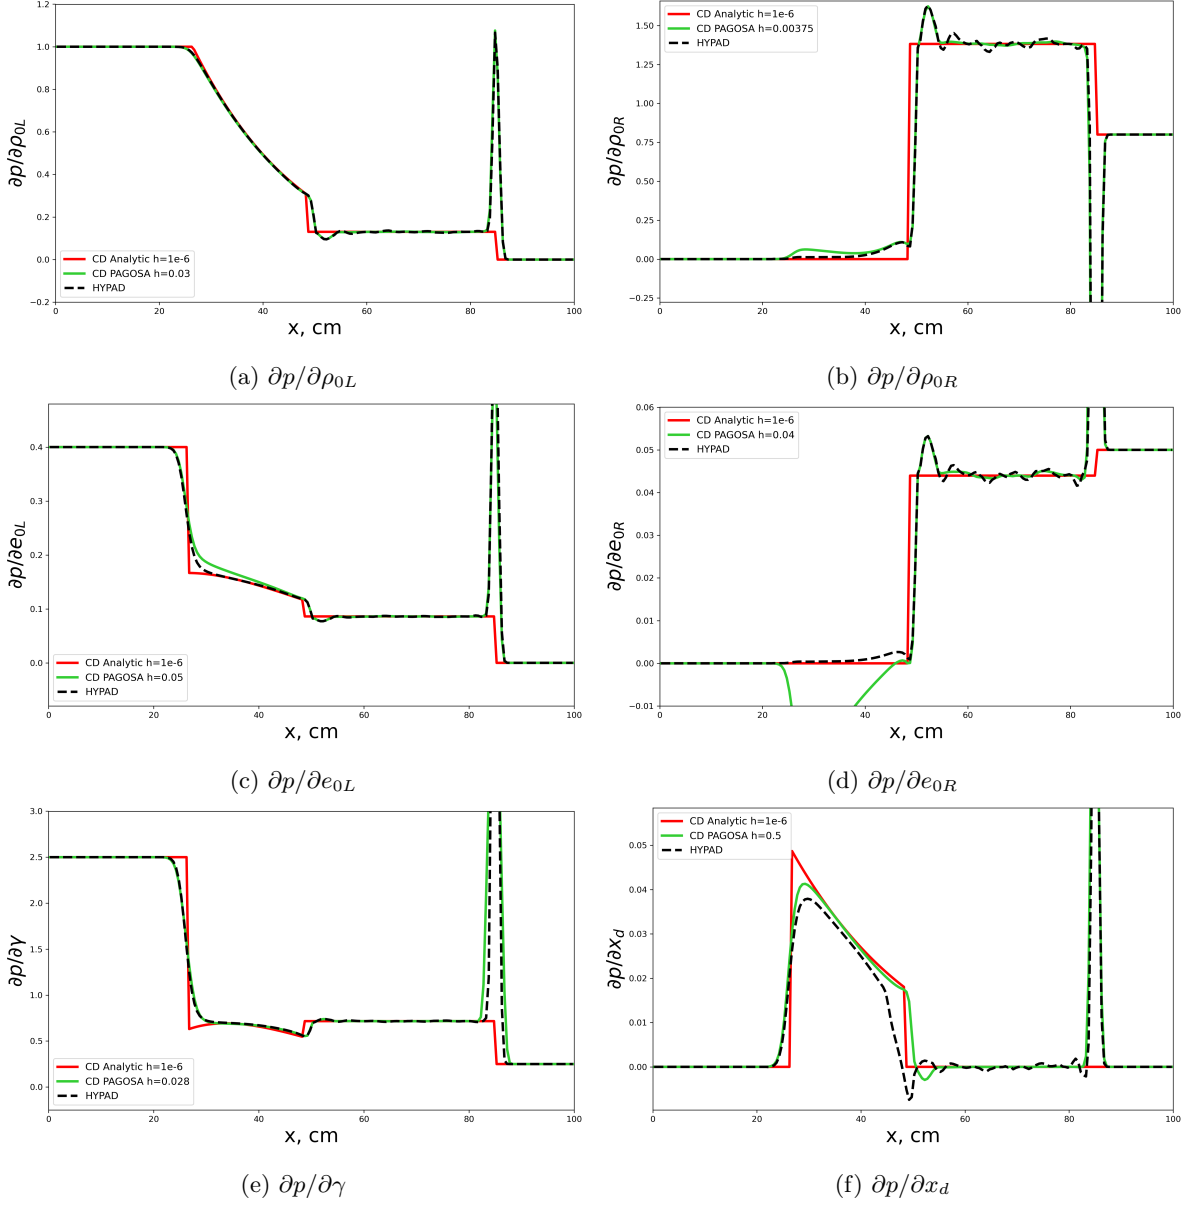 1.2
1.0
0.8
0.6
0.4
0.2
0.0
−0.2
∂p/∂ρ0L
CD Analytic h=1e-6
CD PAGOSA h=0.03
HYPAD
0 20 40 60 80 100
x, cm
(a) ∂p/∂ρ0L
1.50
1.25
1.00
0.75
0.50
0.25
0.00
−0.25
∂p/∂ρ0R
CD Analytic h=1e-6
CD PAGOSA h=0.00375
HYPAD
0 20 40 60 80 100
x, cm
(b) ∂p/∂ρ0R
0.4
0.3
0.2
0.1
0.0
∂p/∂e0L
CD Analytic h=1e-6
CD PAGOSA h=0.05
HYPAD
0 20 40 60 80 100
x, cm
(c) ∂p/∂e0L
0.06
0.05
0.04
0.03
0.02
0.01
0.00
−0.01
∂p/∂e0R
CD Analytic h=1e-6
CD PAGOSA h=0.04
HYPAD
0 20 40 60 80 100
x, cm
(d) ∂p/∂e0R
3.0
2.5
2.0
1.5
1.0
0.5
0.0
∂p/∂γ
CD Analytic h=1e-6
CD PAGOSA h=0.028
HYPAD
0 20 40 60 80 100
x, cm
(e) ∂p/∂γ
0.05
0.04
0.03
0.02
0.01
0.00
∂p/∂xd
CD Analytic h=1e-6
CD PAGOSA h=0.5
HYPAD
0 20 40 60 80 100
x, cm
(f) ∂p/∂xd